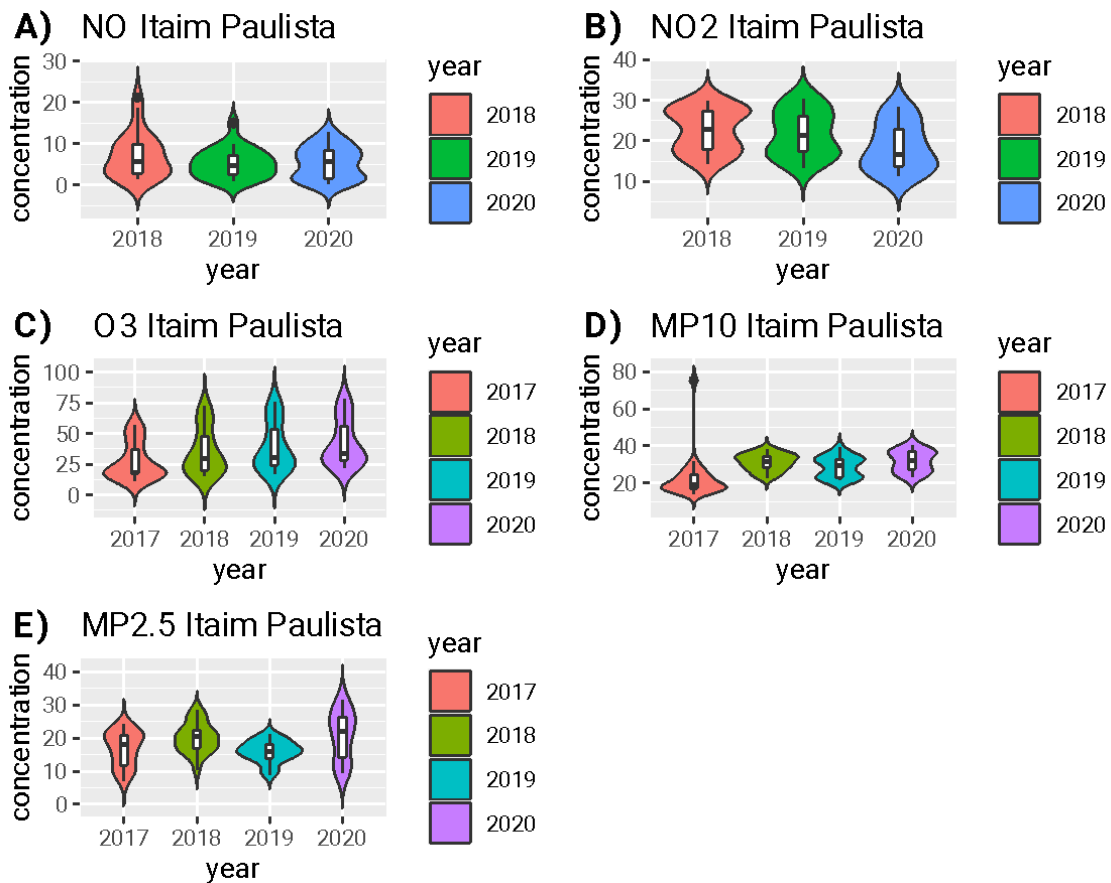 A) NO Itaim Paulista
concentration
30
20
10
0
2018 2019 2020
year
year
2018
2019
2020
B) NO2 Itaim Paulista
concentration
40
30
20
10
2018 2019 2020
year
year
2018
2019
2020
C) O3 Itaim Paulista
concentration
100
75
50
25
0
2017 2018 2019 2020
year
year
2017
2018
2019
2020
D) MP10 Itaim Paulista
concentration
80
60
40
20
2017 2018 2019 2020
year
year
2017
2018
2019
2020
E) MP2.5 Itaim Paulista
concentration
40
30
20
10
0
2017 2018 2019 2020
year
year
2017
2018
2019
2020